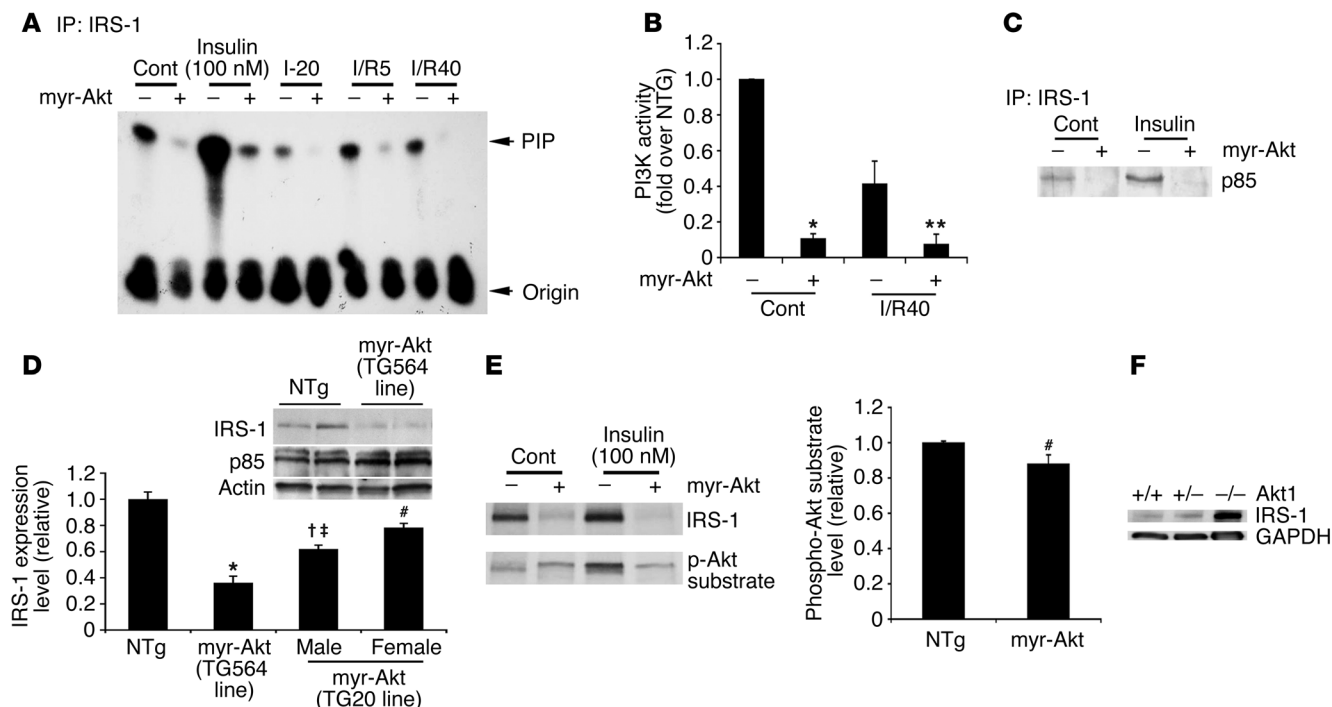 A IP: IRS-1
Cont Insulin (100 nM) I-20 I/R5 I/R40
myr-Akt – + – + – + – + – +
PIP
Origin
B
PI3K activity
(fold over NTG)
1.2
1.0
0.8
0.6
0.4
0.2
0
* **
myr-Akt – + – +
Cont I/R40
C
IP: IRS-1
Cont Insulin
– + – + myr-Akt
p85
D
NTg myr-Akt (TG564 line)
IRS-1
p85
Actin
IRS-1 expression
level (relative)
1.2
1.0
0.8
0.6
0.4
0.2
0
* †‡ #
NTg myr-Akt (TG564 line) Male Female
myr-Akt
(TG20 line)
E
Cont Insulin (100 nM)
– + – + myr-Akt
IRS-1
p-Akt
substrate
Phospho-Akt substrate
level (relative)
1.2
1.0
0.8
0.6
0.4
0.2
0
#
NTg myr-Akt
F
+/+ +/– –/– Akt1
IRS-1
GAPDH